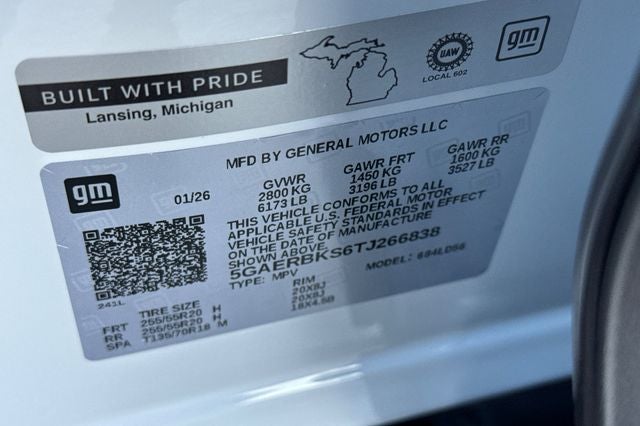 BUILT WITH PRIDE
Lansing, Michigan
UAW
LOCAL 602
gm
MFD BY GENERAL MOTORS LLC
gm
01/26
GVWR
2800 KG
6173 LB
GAWR FRT
1450 KG
3196 LB
GAWR RR
1600 KG
3527 LB
THIS VEHICLE CONFORMS TO ALL
APPLICABLE U.S. FEDERAL MOTOR
VEHICLE SAFETY STANDARDS IN EFFECT
ON THE DATE OF MANUFACTURE
SHOWN ABOVE.
5GAERBKS6TJ266838
TYPE: MPV
MODEL: 694LD56
241L
TIRE SIZE
RIM
FRT 255/55R20 H 20X8J
RR 255/55R20 H 20X8J
SPA T135/70R18 M 18X4.5B